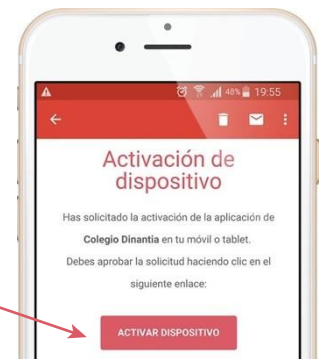 48% 19:55
Activación de
dispositivo
Has solicitado la activación de la aplicación de
Colegio Dinantia en tu móvil o tablet.
Debes aprobar la solicitud haciendo clic en el
siguiente enlace:
ACTIVAR DISPOSITIVO